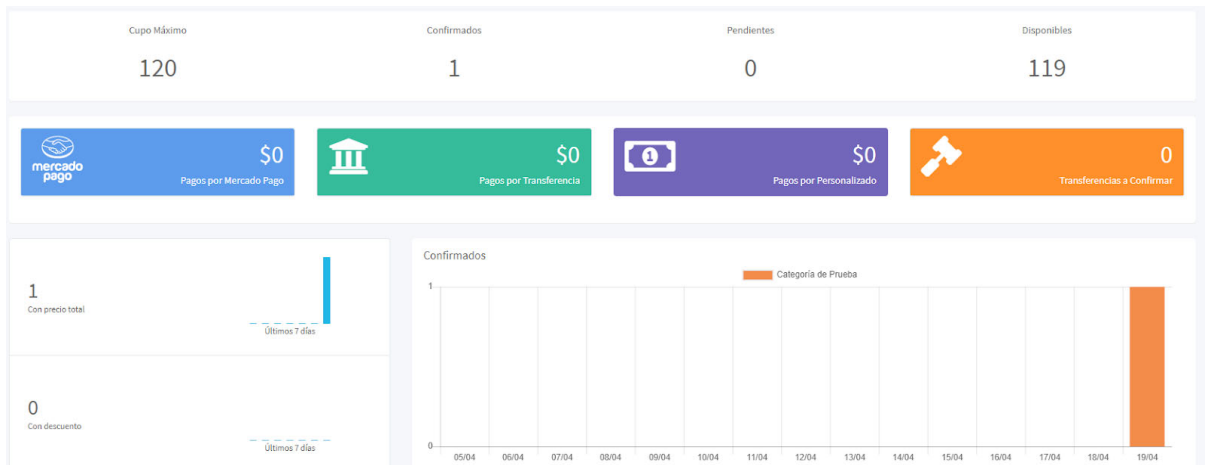 Cupo Máximo
Confirmados
Pendientes
Disponibles
120
1
0
119
mercado
pago
$0
Pagos por Mercado Pago
$0
Pagos por Transferencia
1
$0
Pagos por Personalizado
0
Transferencias a Confirmar
1
Con precio total
Últimos 7 días
0
Con descuento
Últimos 7 días
Confirmados
Categoría de Prueba
1
0
05/04 06/04 07/04 08/04 09/04 10/04 11/04 12/04 13/04 14/04 15/04 16/04 17/04 18/04 19/04